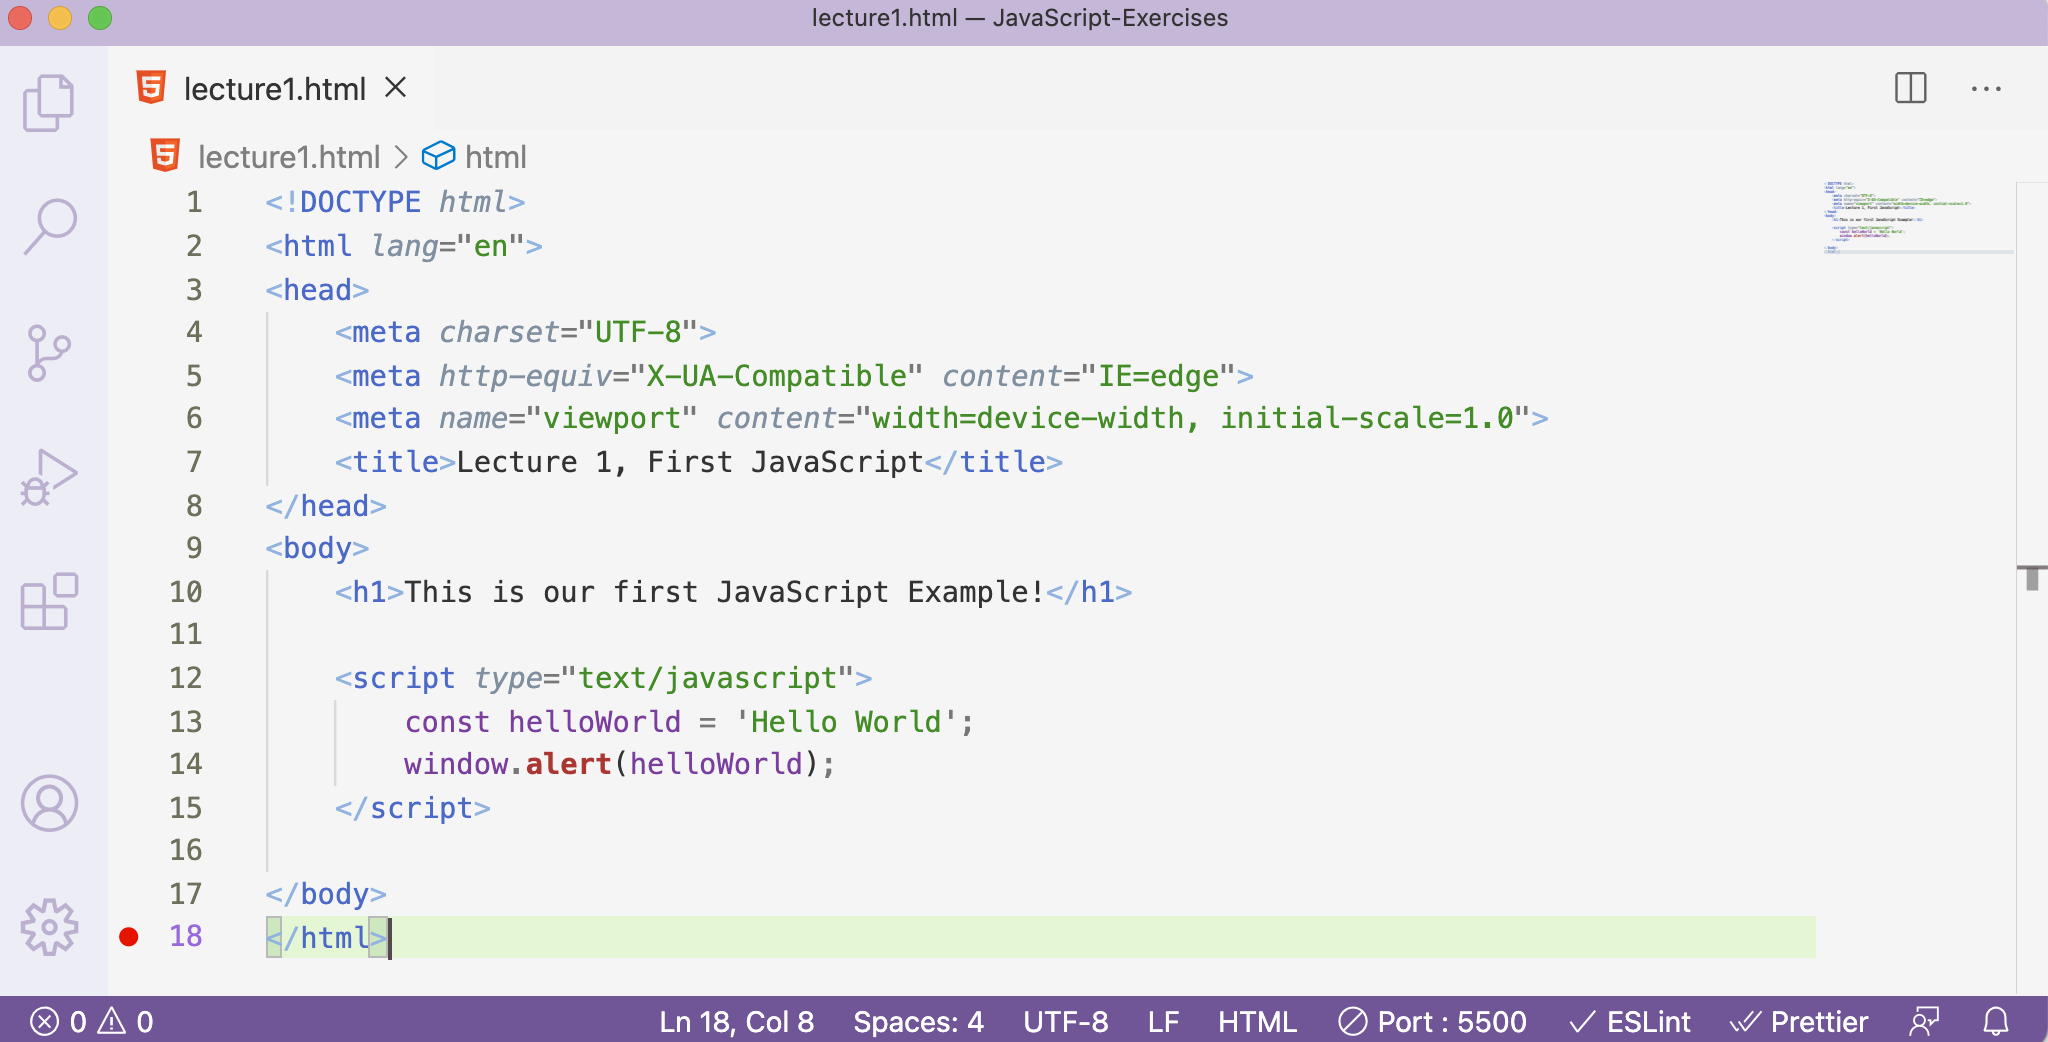 lecture1.html — JavaScript-Exercises
lecture1.html
lecture1.html > html
1 <!DOCTYPE html>
2 <html lang="en">
3 <head>
4     <meta charset="UTF-8">
5     <meta http-equiv="X-UA-Compatible" content="IE=edge">
6     <meta name="viewport" content="width=device-width, initial-scale=1.0">
7     <title>Lecture 1, First JavaScript</title>
8 </head>
9 <body>
10     <h1>This is our first JavaScript Example!</h1>
11
12     <script type="text/javascript">
13         const helloWorld = 'Hello World';
14         window.alert(helloWorld);
15     </script>
16
17 </body>
18 </html>
0 0 Ln 18, Col 8 Spaces: 4 UTF-8 LF HTML Port : 5500 ESLint Prettier